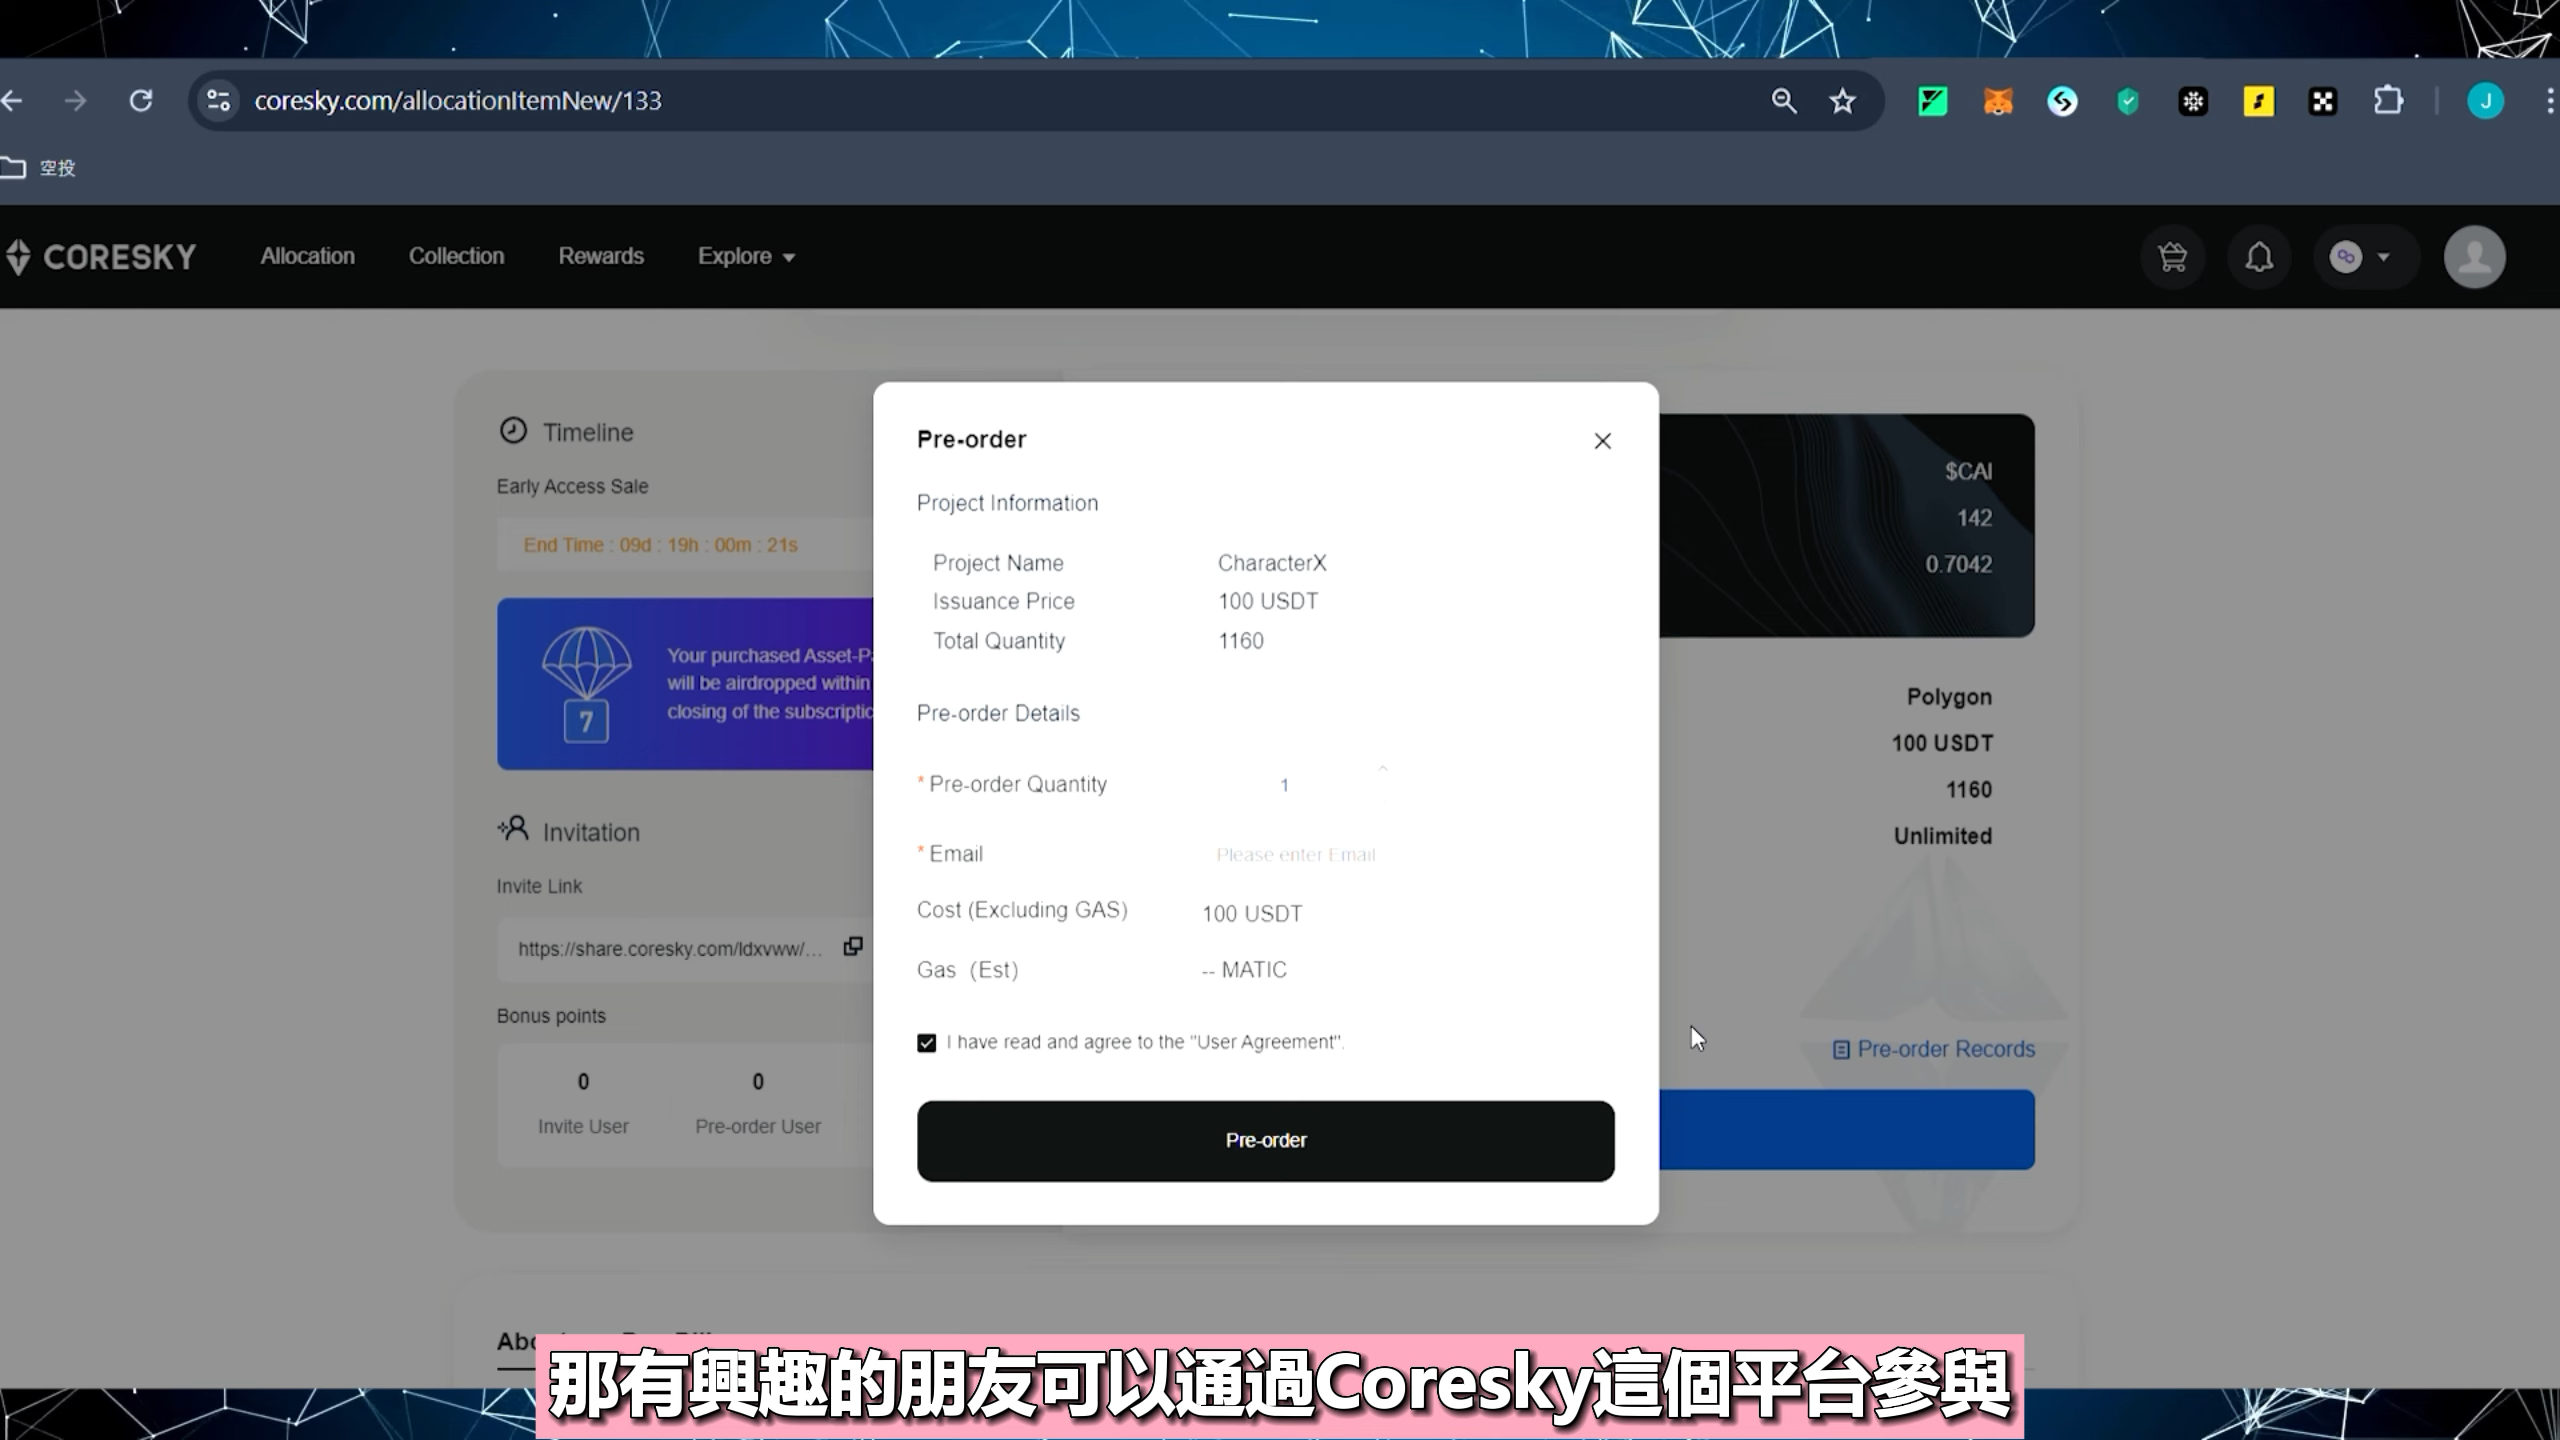 coresky.com/allocationItemNew/133
J
空投
CORESKY
Allocation
Collection
Rewards
Explore
Timeline
Early Access Sale
End Time : 09d : 19h : 00m : 21s
7
Your purchased Asset-P
will be airdropped within
closing of the subscriptic
Invitation
Invite Link
https://share.coresky.com/ldxvww/...
Bonus points
0
Invite User
0
Pre-order User
Pre-order
Project Information
Project Name
CharacterX
Issuance Price
100 USDT
Total Quantity
1160
Pre-order Details
* Pre-order Quantity
1
* Email
Please enter Email
Cost (Excluding GAS)
100 USDT
Gas (Est)
-- MATIC
I have read and agree to the "User Agreement".
Pre-order
$CAI
142
0.7042
Polygon
100 USDT
1160
Unlimited
Pre-order Records
那有興趣的朋友可以通過Coresky這個平台參與